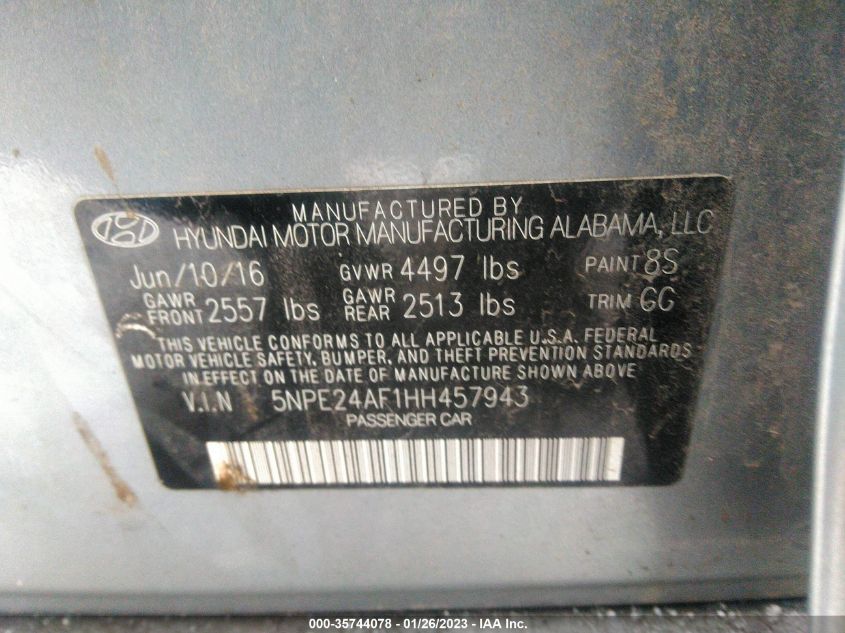 MANUFACTURED BY
HYUNDAI MOTOR MANUFACTURING ALABAMA, LLC
Jun/10/16 GVWR 4497 lbs PAINT 8S
GAWR FRONT 2557 lbs GAWR REAR 2513 lbs TRIM GG
THIS VEHICLE CONFORMS TO ALL APPLICABLE U.S.A. FEDERAL
MOTOR VEHICLE SAFETY, BUMPER, AND THEFT PREVENTION STANDARDS
IN EFFECT ON THE DATE OF MANUFACTURE SHOWN ABOVE
V.I.N 5NPE24AF1HH457943
PASSENGER CAR
000-35744078 - 01/26/2023 - IAA Inc.